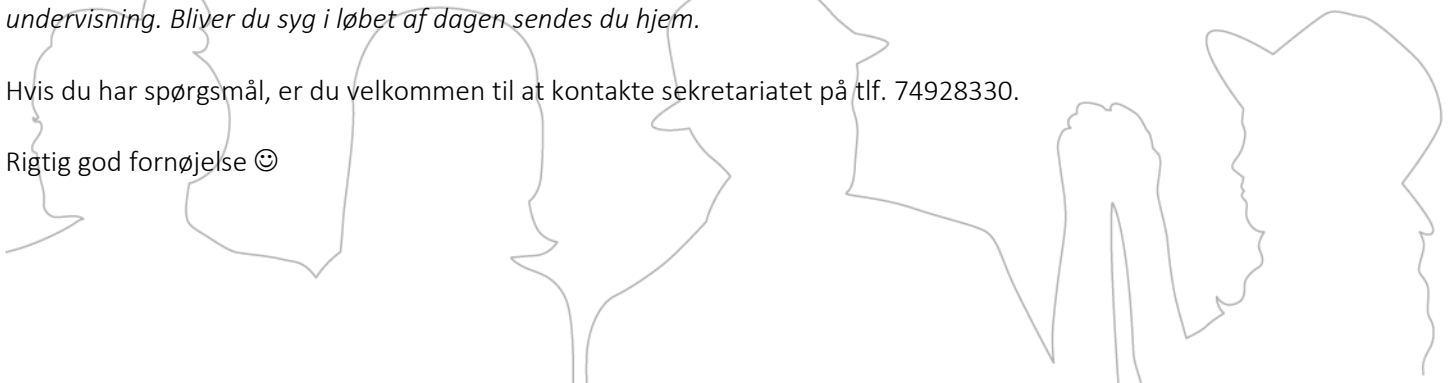 undervisning. Bliver du syg i løbet af dagen sendes du hjem.
Hvis du har spørgsmål, er du velkommen til at kontakte sekretariatet på tlf. 74928330.
Rigtig god fornøjelse ☺